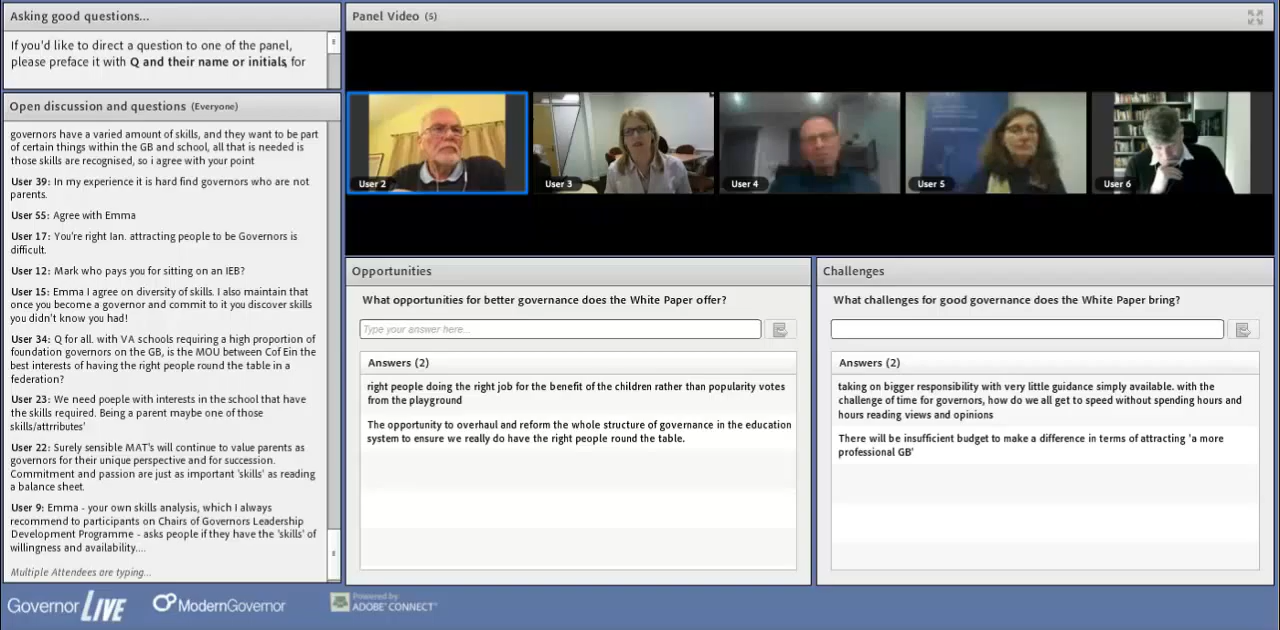 Asking good questions...
If you'd like to direct a question to one of the panel,
please preface it with Q and their name or initials, for
Open discussion and questions (Everyone)
governors have a varied amount of skills, and they want to be part
of certain things within the GB and school, all that is needed is
those skills are recognised, so i agree with your point
User 39: In my experience it is hard find governors who are not
parents.
User 55: Agree with Emma
User 17: You're right Ian. attracting people to be Governors is
difficult.
User 12: Mark who pays you for sitting on an IEB?
User 15: Emma I agree on diversity of skills. I also maintain that
once you become a governor and commit to it you discover skills
you didn't know you had!
User 34: Q for all. with VA schools requiring a high proportion of
foundation governors on the GB, is the MOU between Cof Ein the
best interests of having the right people round the table in a
federation?
User 23: We need poeple with interests in the school that have
the skills required. Being a parent maybe one of those
skills/attrributes'
User 22: Surely sensible MAT's will continue to value parents as
governors for their unique perspective and for succession.
Commitment and passion are just as important 'skills' as reading
a balance sheet.
User 9: Emma - your own skills analysis, which I always
recommend to participants on Chairs of Governors Leadership
Development Programme - asks people if they have the 'skills' of
willingness and availability....
Multiple Attendees are typing...
Panel Video (5)
User 2
User 3
User 4
User 5
User 6
Opportunities
What opportunities for better governance does the White Paper offer?
Type your answer here...
Answers (2)
right people doing the right job for the benefit of the children rather than popularity votes
from the playground
The opportunity to overhaul and reform the whole structure of governance in the education
system to ensure we really do have the right people round the table.
Challenges
What challenges for good governance does the White Paper bring?
Answers (2)
taking on bigger responsibility with very little guidance simply available. with the
challenge of time for governors, how do we all get to speed without spending hours and
hours reading views and opinions
There will be insufficient budget to make a difference in terms of attracting 'a more
professional GB'
Governor LIVE
ModernGovernor
Powered by
ADOBE' CONNECT"